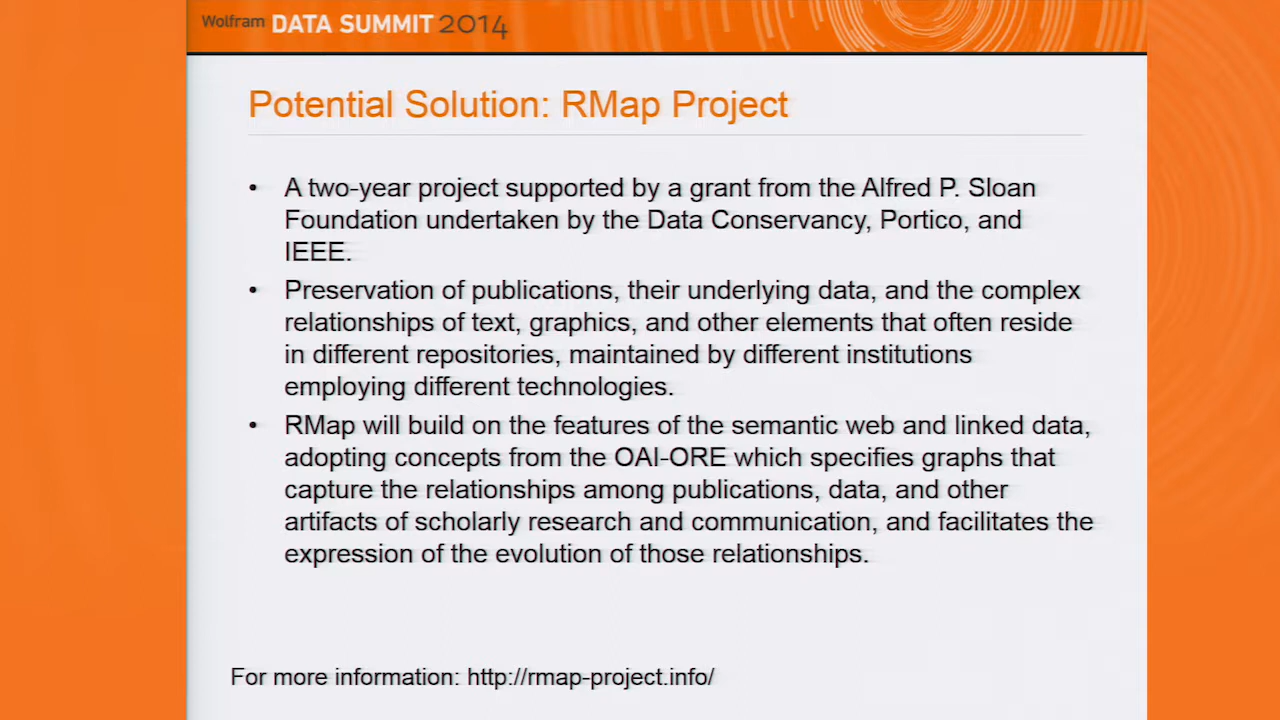 Wolfram DATA SUMMIT 2014
Potential Solution: RMap Project
• A two-year project supported by a grant from the Alfred P. Sloan
Foundation undertaken by the Data Conservancy, Portico, and
IEEE.
• Preservation of publications, their underlying data, and the complex
relationships of text, graphics, and other elements that often reside
in different repositories, maintained by different institutions
employing different technologies.
• RMap will build on the features of the semantic web and linked data,
adopting concepts from the OAI-ORE which specifies graphs that
capture the relationships among publications, data, and other
artifacts of scholarly research and communication, and facilitates the
expression of the evolution of those relationships.
For more information: http://rmap-project.info/